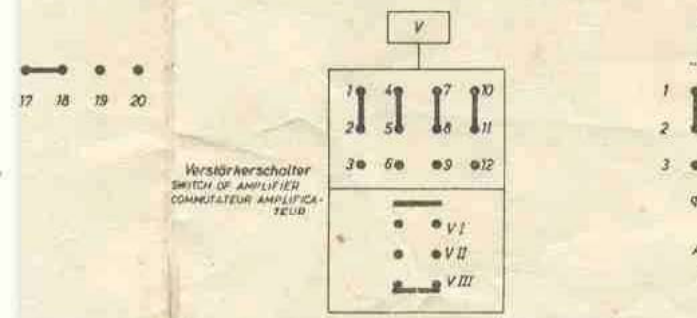 V
17 18 19 20
1 4 7 10
2 5 8 11
3 6 9 12
Verstärkerschalter
SWITCH OF AMPLIFIER
COMMUTATEUR AMPLIFICA-
TEUR
V I
V II
V III
1
2
3